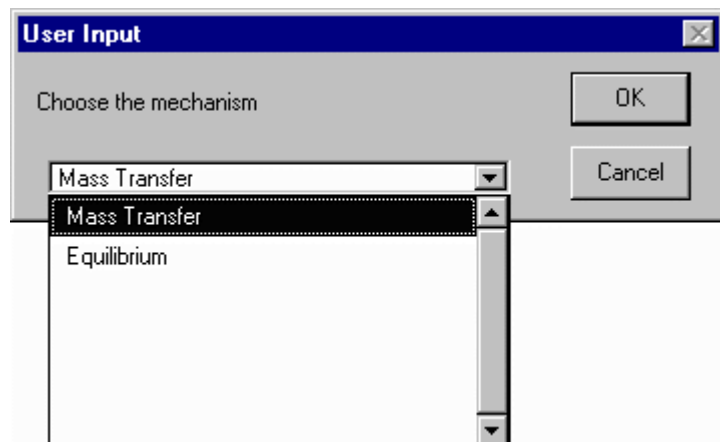 User Input
Choose the mechanism
OK
Mass Transfer
Cancel
Mass Transfer
Equilibrium